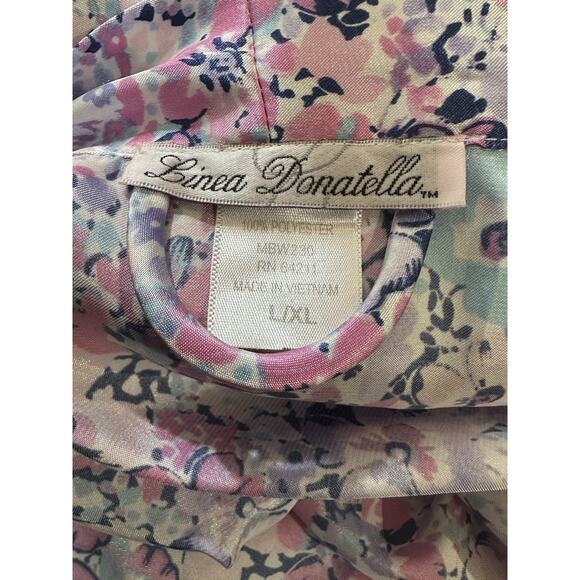 Linea Donatella™
100% POLYESTER
MBW230
RN 64211
MADE IN VIETNAM
L/XL